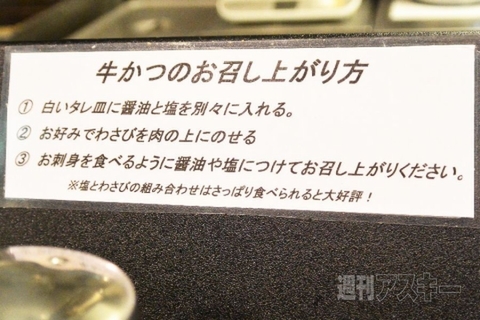 牛かつのお召し上がり方
① 白いタレ皿に醤油と塩を別々に入れる。
② お好みでわさびを肉の上にのせる
③ お刺身を食べるように醤油や塩につけてお召し上がりください。
※塩とわさびの組み合わせはさっぱり食べられると大好評！
週刊アスキー